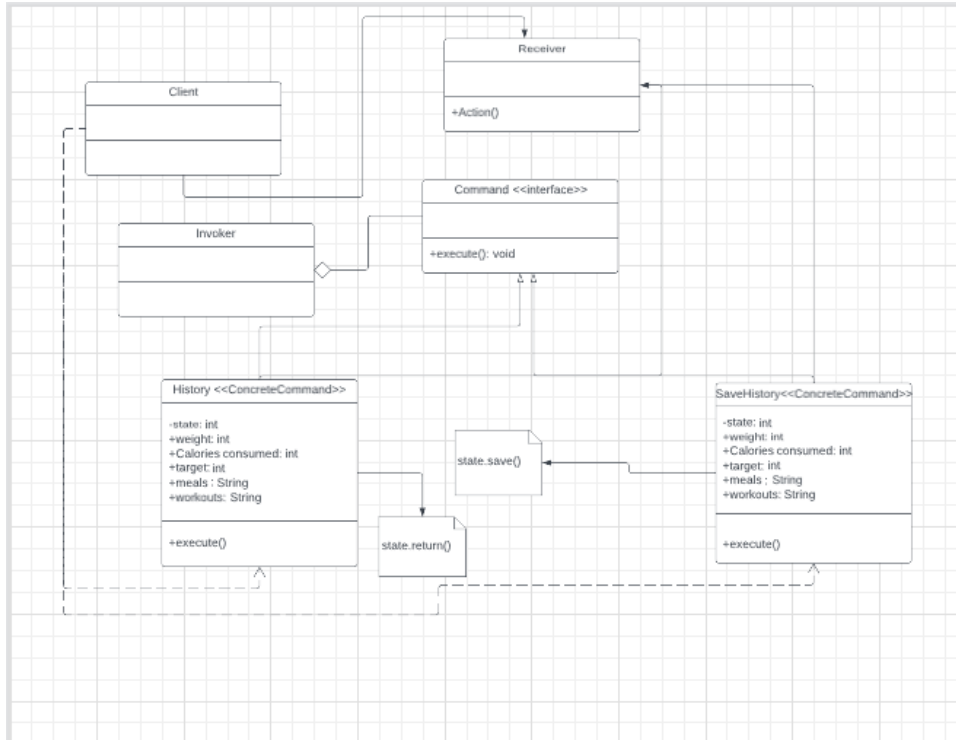 Receiver
+Action()
Client
Command <<interface>>
+execute(): void
Invoker
History <<ConcreteCommand>>
-state: int
+weight: int
+Calories consumed: int
+target: int
+meals : String
+workouts: String
+execute()
state.return()
state.save()
SaveHistory<<ConcreteCommand>>
-state: int
+weight: int
+Calories consumed: int
+target: int
+meals : String
+workouts: String
+execute()